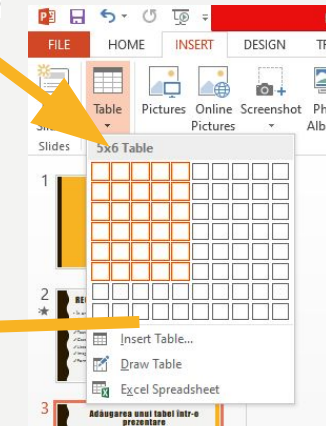 FILE HOME INSERT DESIGN
Table Pictures Online Pictures Screenshot
Slides
5x6 Table
1
Insert Table...
2
Draw Table
Excel Spreadsheet
3
Adăugarea unui tabel într-o
prezentare